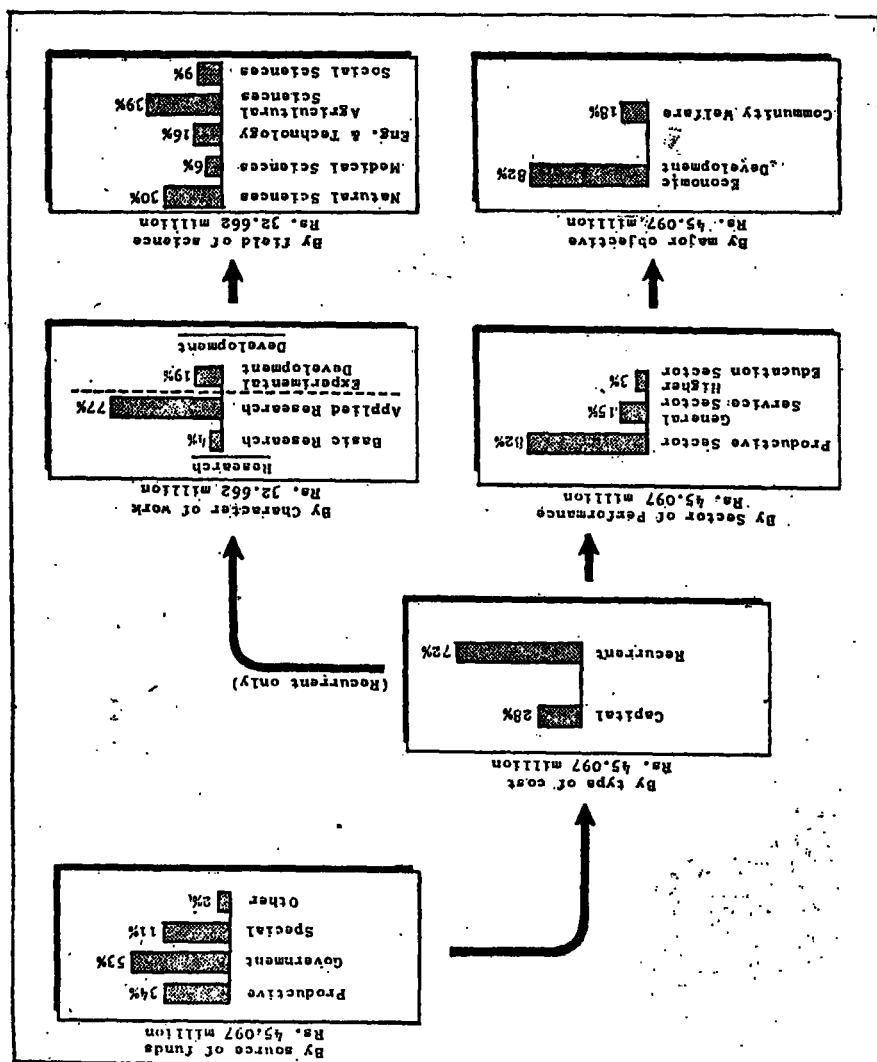 By source of funds
Rs. 45.097 million
Productive 34%
Government 53%
Special 11%
Other 2%
By type of cost
Rs. 45.097 million
Capital 28%
Recurrent 72%
(Recurrent only)
By Sector of Performance
Rs. 45.097 million
Productive Sector 82%
General
Service Sector 15%
Higher
Education Sector 3%
By Character of work
Rs. 32.662 million
Research
Basic Research 4%
Applied Research 77%
Experimental
Development 19%
Development
By major objective
Rs. 45.097 million
Economic
Development 82%
Community Welfare 18%
By field of science
Rs. 32.662 million
Natural Sciences 30%
Medical Sciences 6%
Eng. & Technology 16%
Agricultural
Sciences 39%
Social Sciences 9%